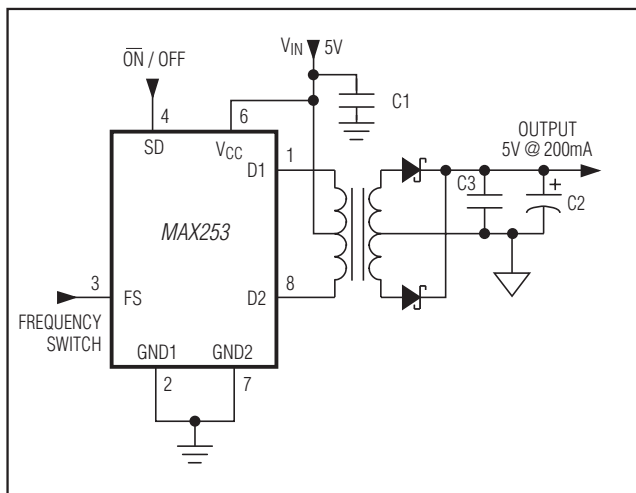 VIN 5V
ON / OFF
4
6
C1
SD
VCC
OUTPUT
5V @ 200mA
1
D1
C3
+
C2
MAX253
3
FS
8
D2
FREQUENCY
SWITCH
GND1
GND2
2
7